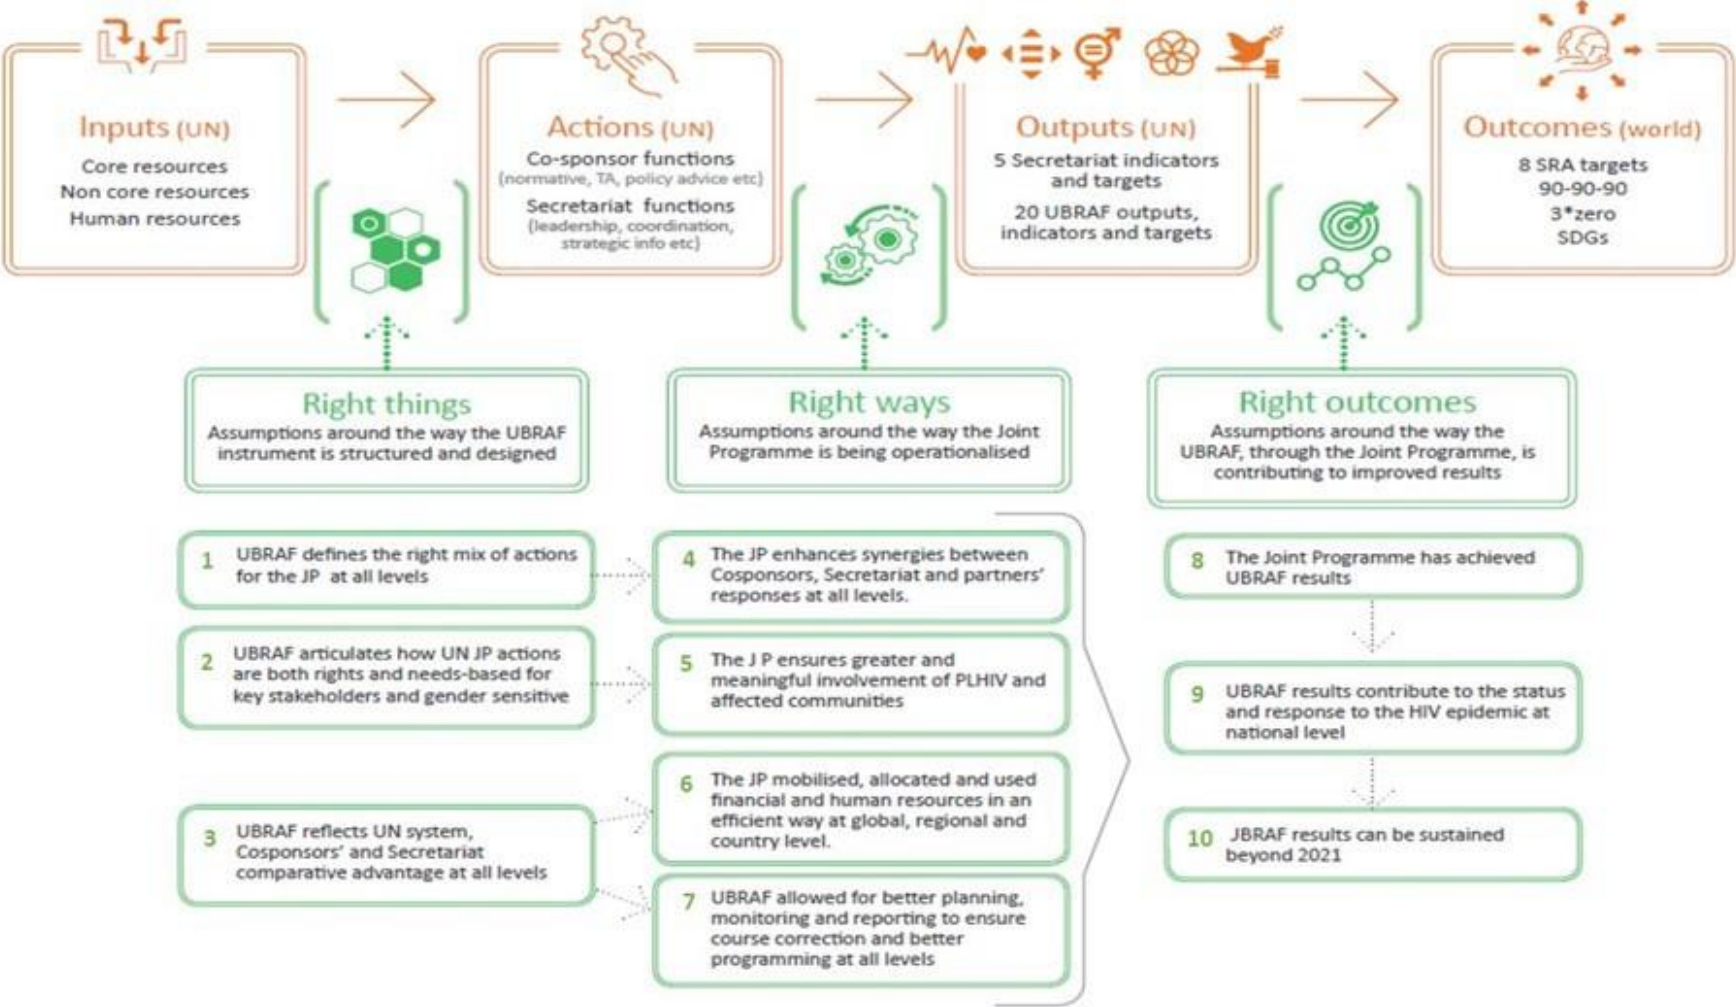 Inputs (UN)
Core resources
Non core resources
Human resources
Actions (UN)
Co-sponsor functions
(normative, TA, policy advice etc)
Secretariat functions
(leadership, coordination,
strategic info etc)
Outputs (UN)
5 Secretariat indicators
and targets
20 UBRAF outputs,
indicators and targets
Outcomes (world)
8 SRA targets
90-90-90
3*zero
SDGs
Right things
Assumptions around the way the UBRAF
instrument is structured and designed
Right ways
Assumptions around the way the Joint
Programme is being operationalised
Right outcomes
Assumptions around the way the
UBRAF, through the Joint Programme, is
contributing to improved results
1 UBRAF defines the right mix of actions
for the JP at all levels
2 UBRAF articulates how UN JP actions
are both rights and needs-based for
key stakeholders and gender sensitive
3 UBRAF reflects UN system,
Cosponsors' and Secretariat
comparative advantage at all levels
4 The JP enhances synergies between
Cosponsors, Secretariat and partners'
responses at all levels.
5 The J P ensures greater and
meaningful involvement of PLHIV and
affected communities
6 The JP mobilised, allocated and used
financial and human resources in an
efficient way at global, regional and
country level.
7 UBRAF allowed for better planning,
monitoring and reporting to ensure
course correction and better
programming at all levels
8 The Joint Programme has achieved
UBRAF results
9 UBRAF results contribute to the status
and response to the HIV epidemic at
national level
10 JBRAF results can be sustained
beyond 2021